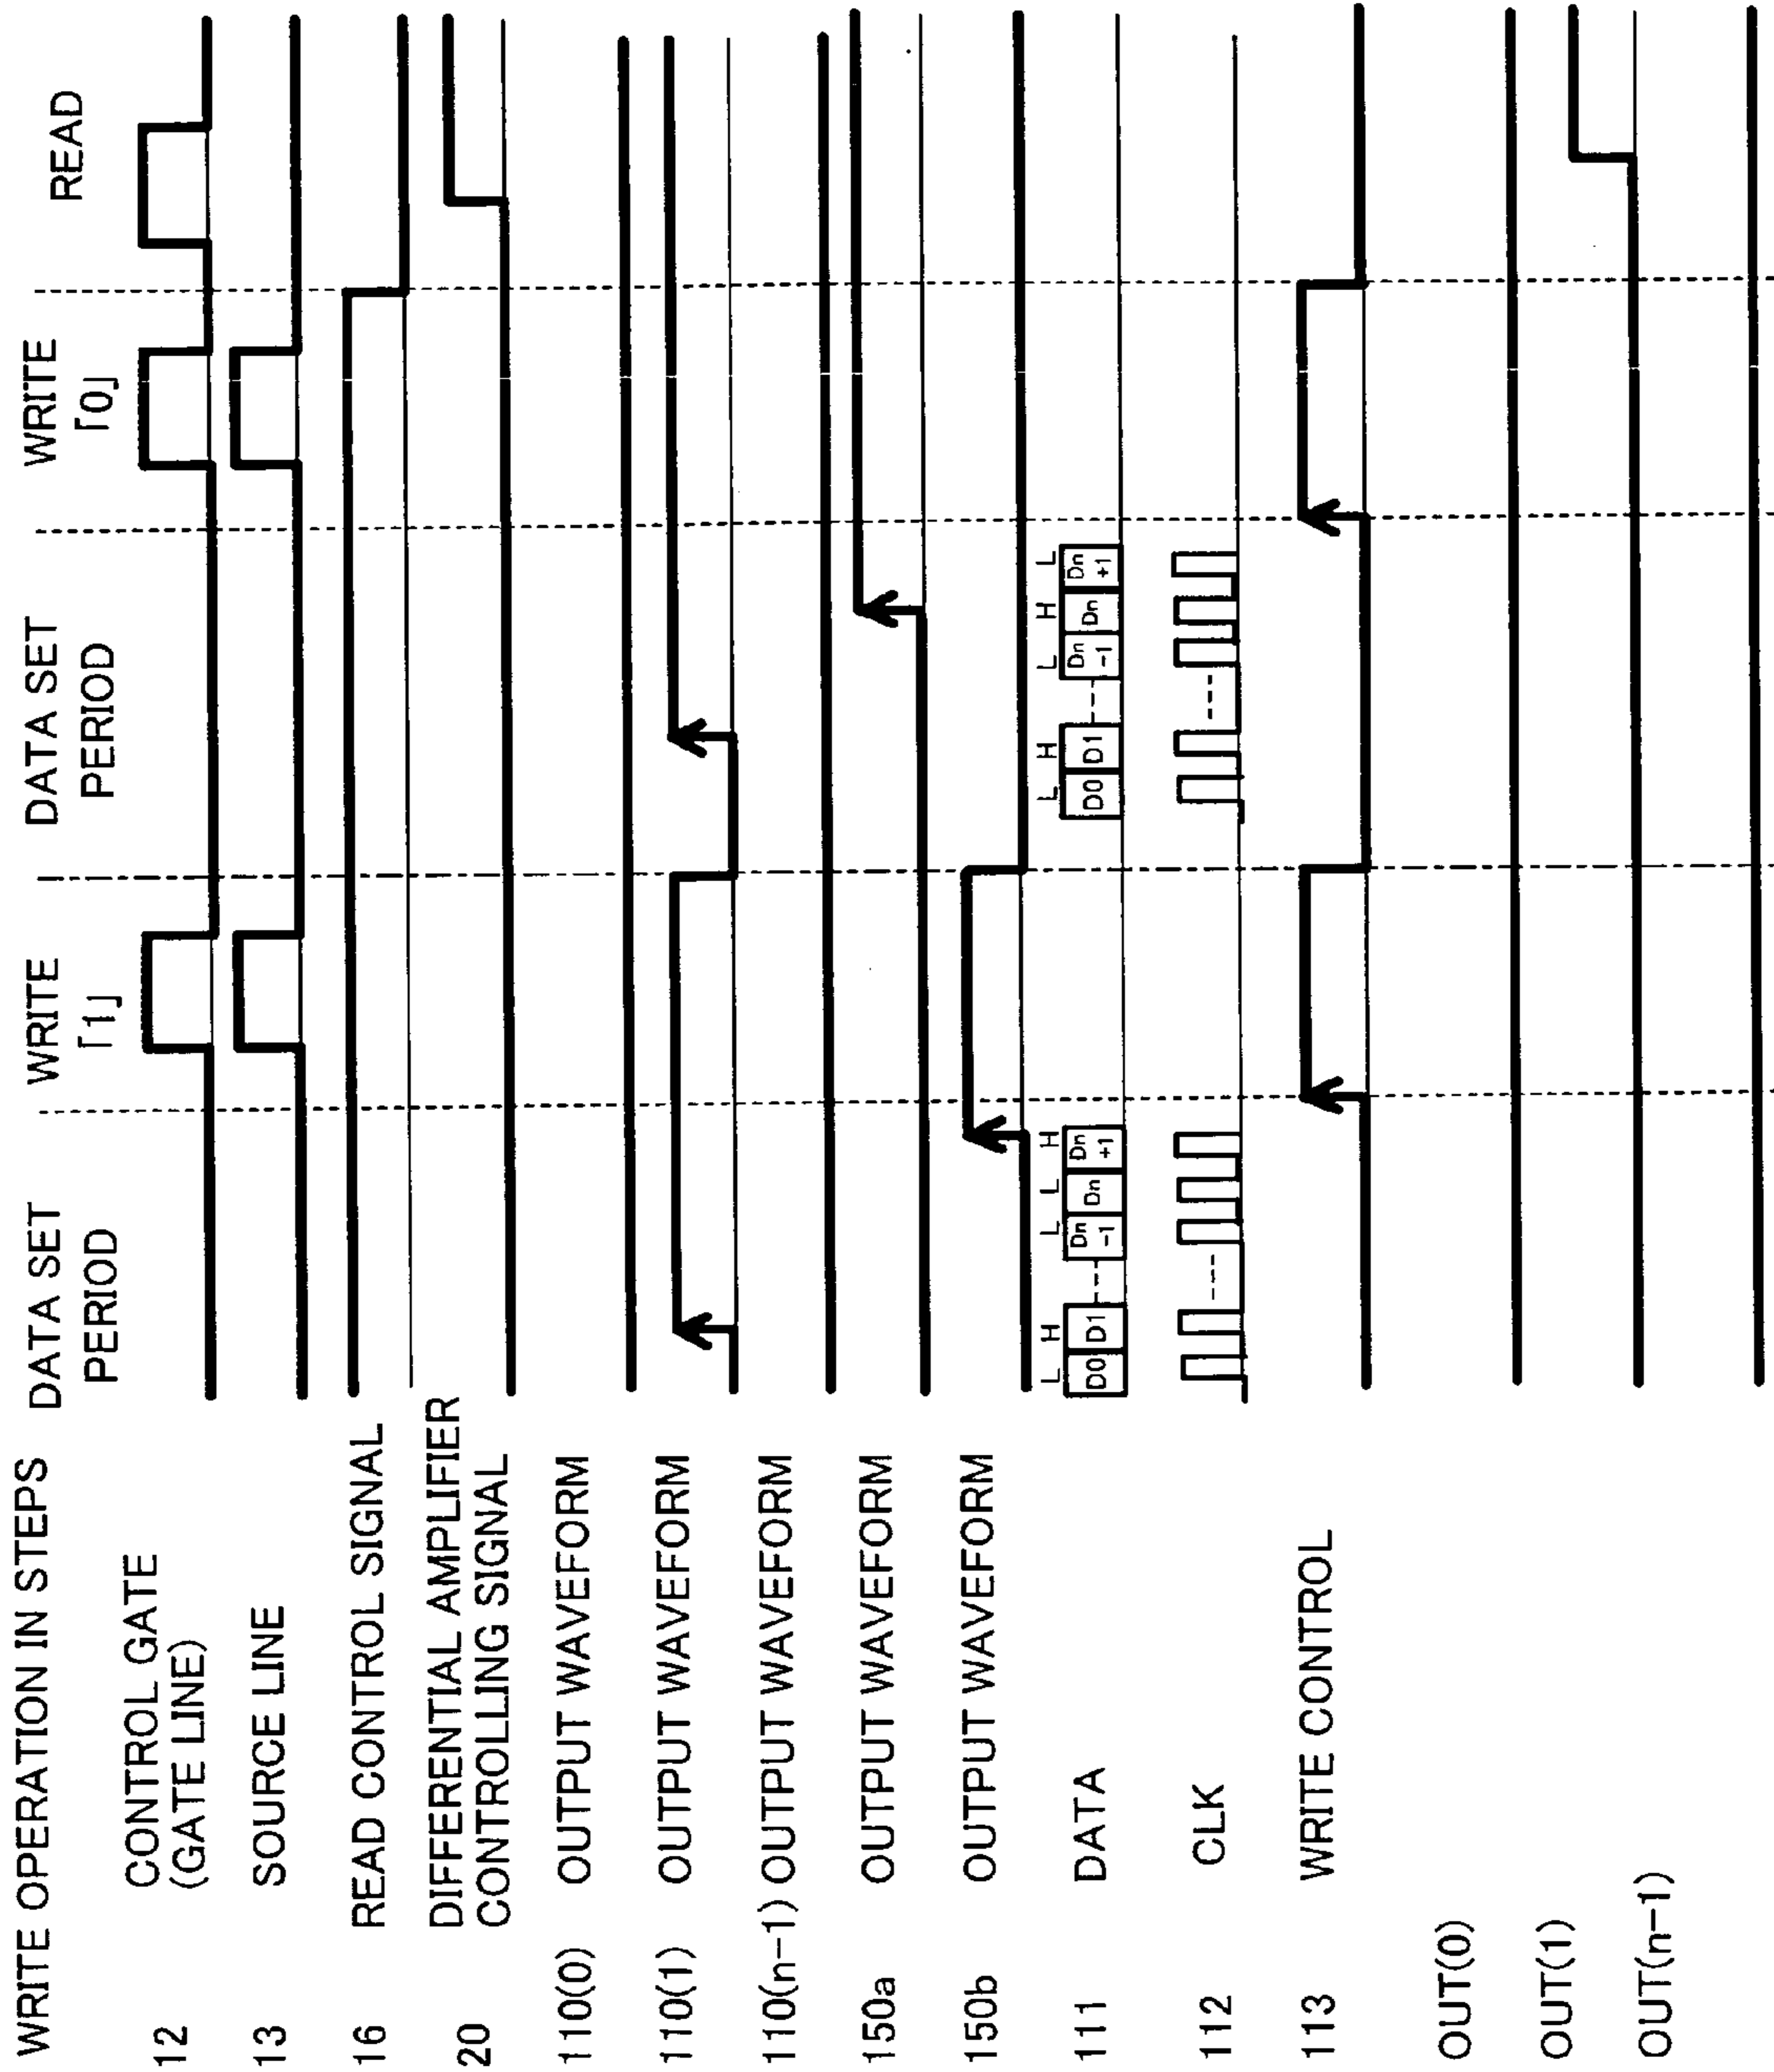 WRITE OPERATION IN STEPS
DATA SET
PERIOD
WRITE
「1」
DATA SET
PERIOD
WRITE
「0」
READ
12 CONTROL GATE
(GATE LINE)
13 SOURCE LINE
16 READ CONTROL SIGNAL
20 DIFFERENTIAL AMPLIFIER
CONTROLLING SIGNAL
110(0) OUTPUT WAVEFORM
110(1) OUTPUT WAVEFORM
110(n-1) OUTPUT WAVEFORM
150a OUTPUT WAVEFORM
150b OUTPUT WAVEFORM
L H L L H L H L H L
111 DATA D0 D1 --- Dn-1 Dn Dn+1 D0 D1 --- Dn-1 Dn Dn+1
112 CLK
113 WRITE CONTROL
OUT(0)
OUT(1)
OUT(n-1)